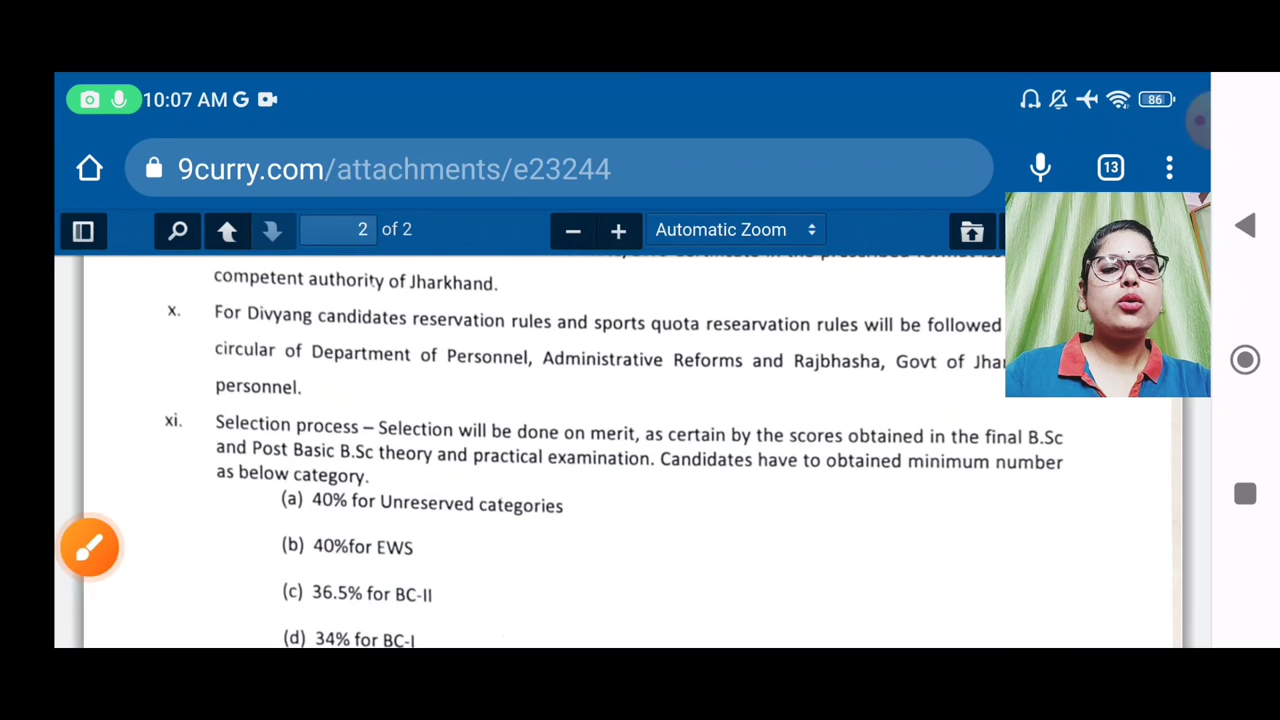 10:07 AM G
86
9curry.com/attachments/e23244
13
2 of 2
Automatic Zoom
competent authority of Jharkhand.
x. For Divyang candidates reservation rules and sports quota researvation rules will be followed
circular of Department of Personnel, Administrative Reforms and Rajbhasha, Govt of Jhar
personnel.
xi. Selection process – Selection will be done on merit, as certain by the scores obtained in the final B.Sc
and Post Basic B.Sc theory and practical examination. Candidates have to obtained minimum number
as below category.
(a) 40% for Unreserved categories
(b) 40%for EWS
(c) 36.5% for BC-II
(d) 34% for BC-I